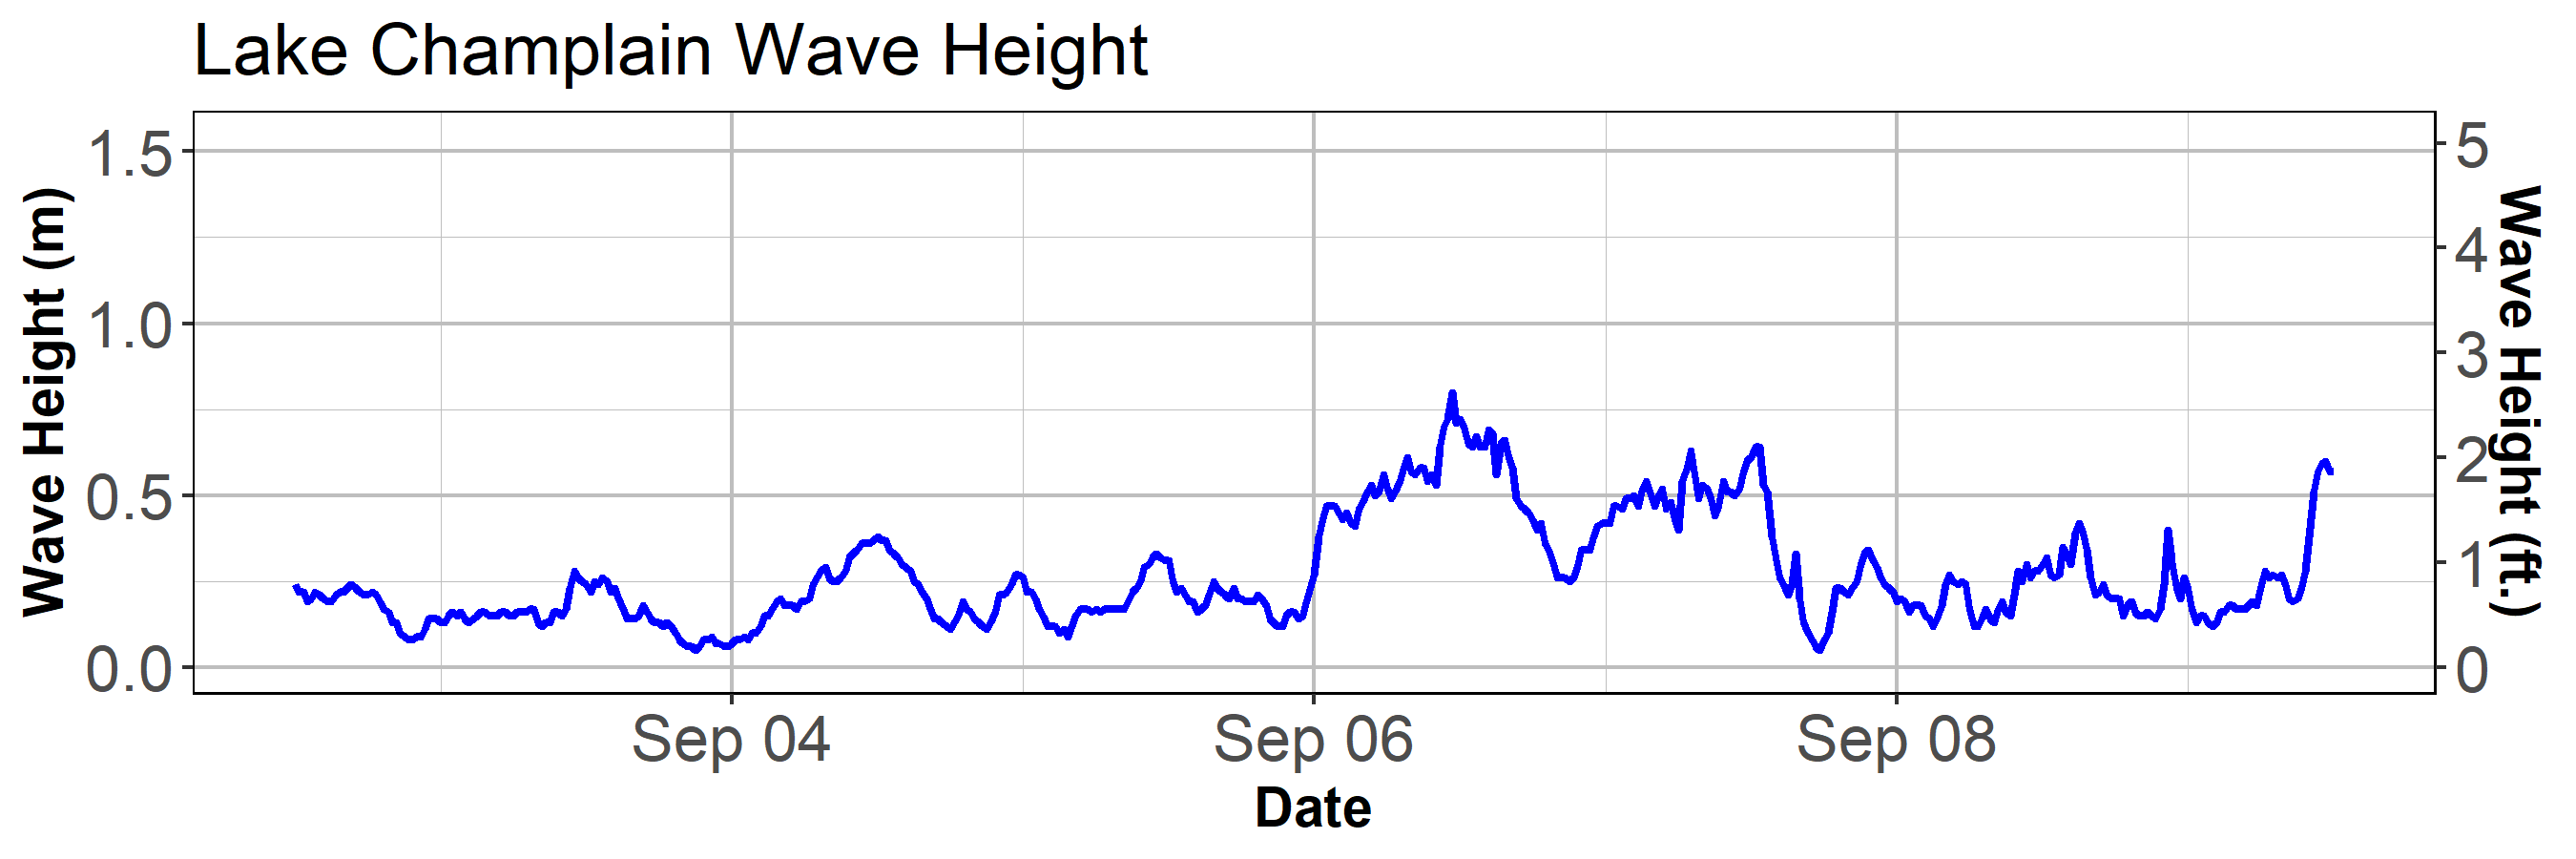 Lake Champlain Wave Height
Wave Height (m)
1.5
1.0
0.5
0.0
5
4
3
2
1
0
Wave Height (ft.)
Sep 04
Sep 06
Sep 08
Date